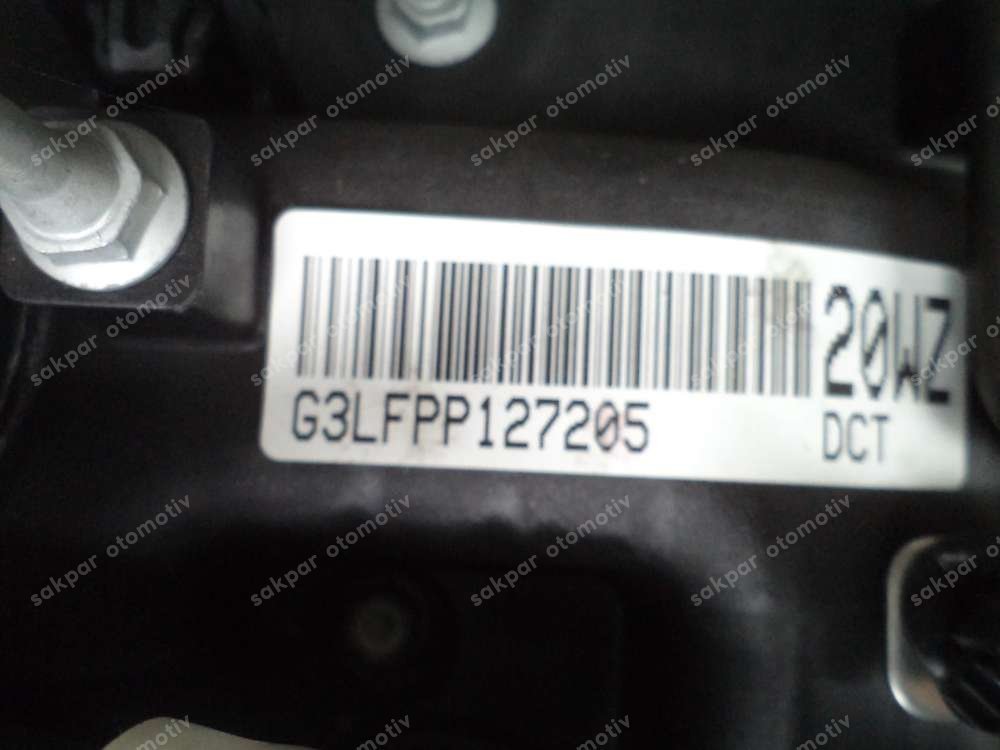 20WZ
G3LFPP127205
DCT
sakpar otomotiv